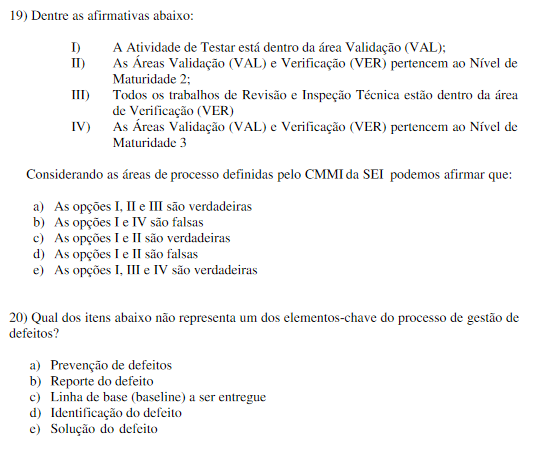 19) Dentre as afirmativas abaixo:
I) A Atividade de Testar está dentro da área Validação (VAL);
II) As Áreas Validação (VAL) e Verificação (VER) pertencem ao Nível de
Maturidade 2;
III) Todos os trabalhos de Revisão e Inspeção Técnica estão dentro da área
de Verificação (VER)
IV) As Áreas Validação (VAL) e Verificação (VER) pertencem ao Nível de
Maturidade 3
Considerando as áreas de processo definidas pelo CMMI da SEI podemos afirmar que:
a) As opções I, II e III são verdadeiras
b) As opções I e IV são falsas
c) As opções I e II são verdadeiras
d) As opções I e II são falsas
e) As opções I, III e IV são verdadeiras
20) Qual dos itens abaixo não representa um dos elementos-chave do processo de gestão de
defeitos?
a) Prevenção de defeitos
b) Reporte do defeito
c) Linha de base (baseline) a ser entregue
d) Identificação do defeito
e) Solução do defeito